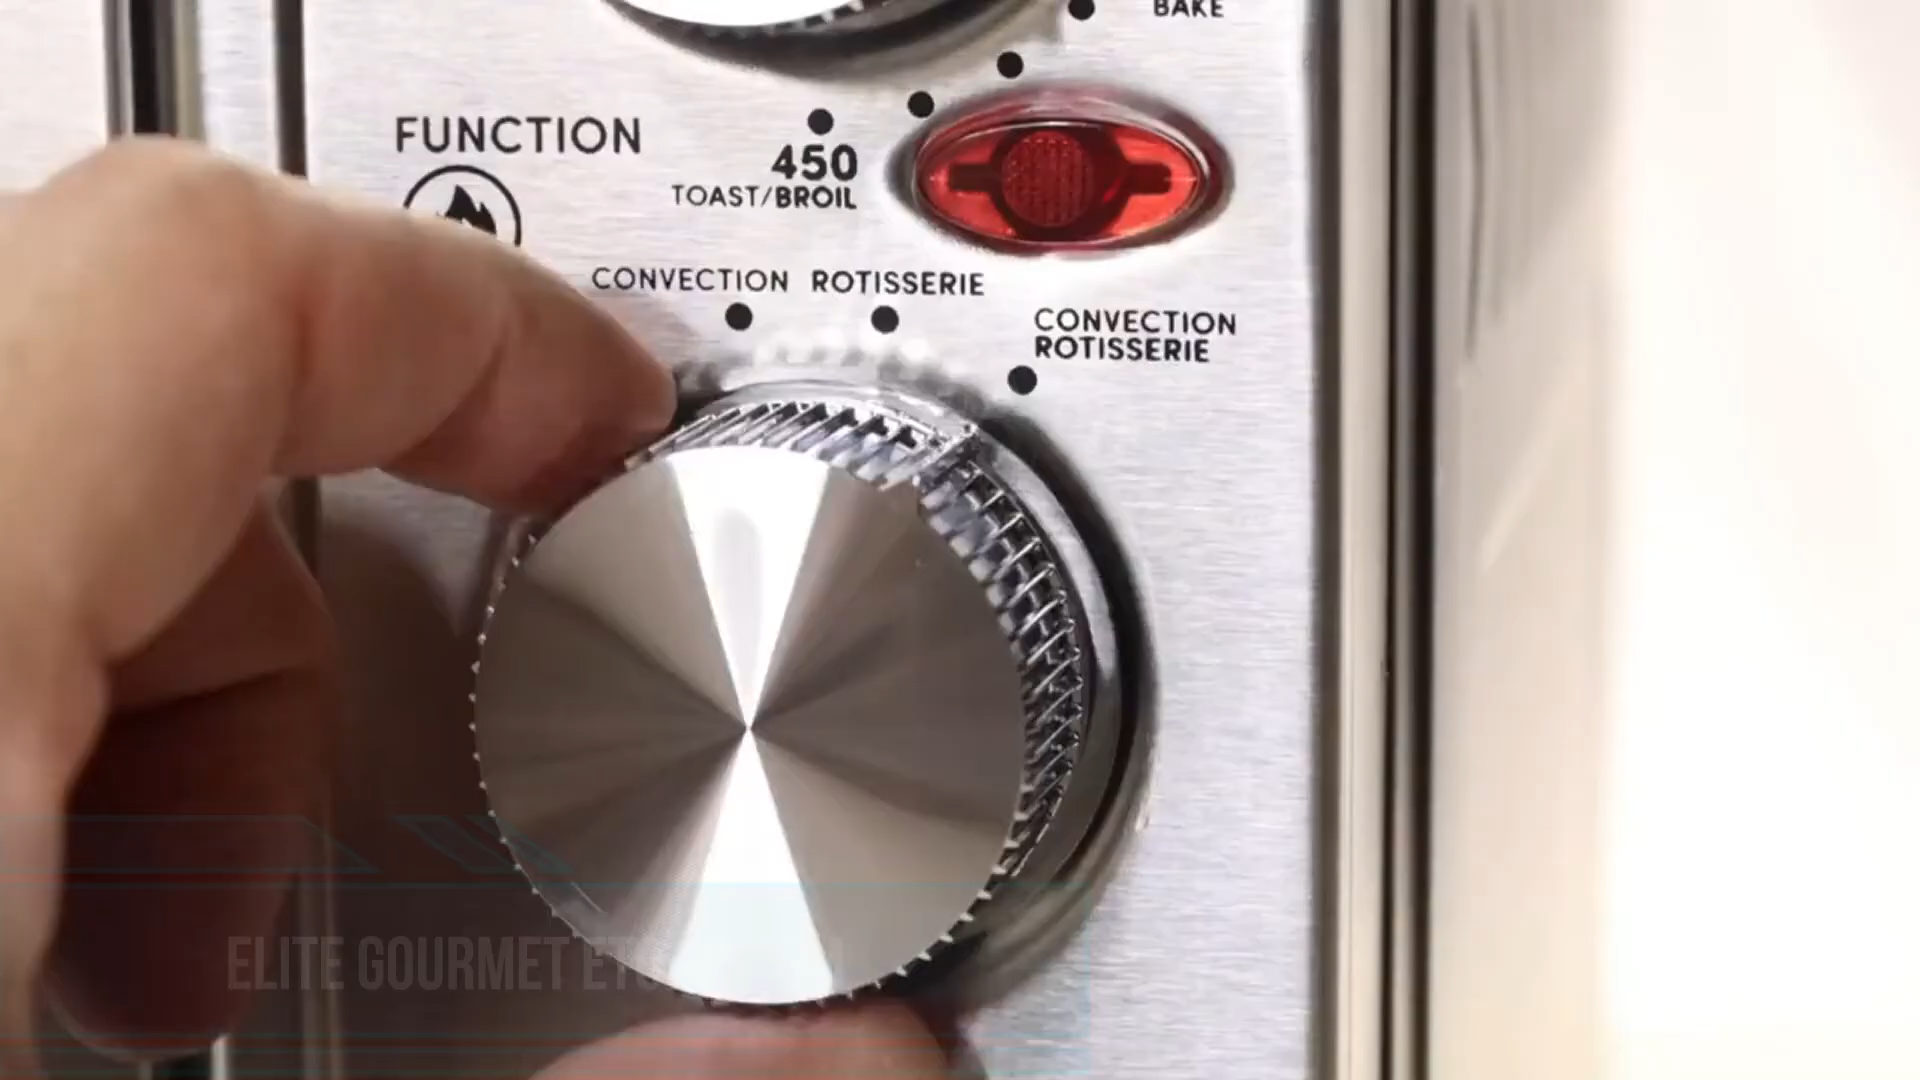 BAKE
FUNCTION
450
TOAST/BROIL
CONVECTION ROTISSERIE
CONVECTION
ROTISSERIE
ELITE GOURMET